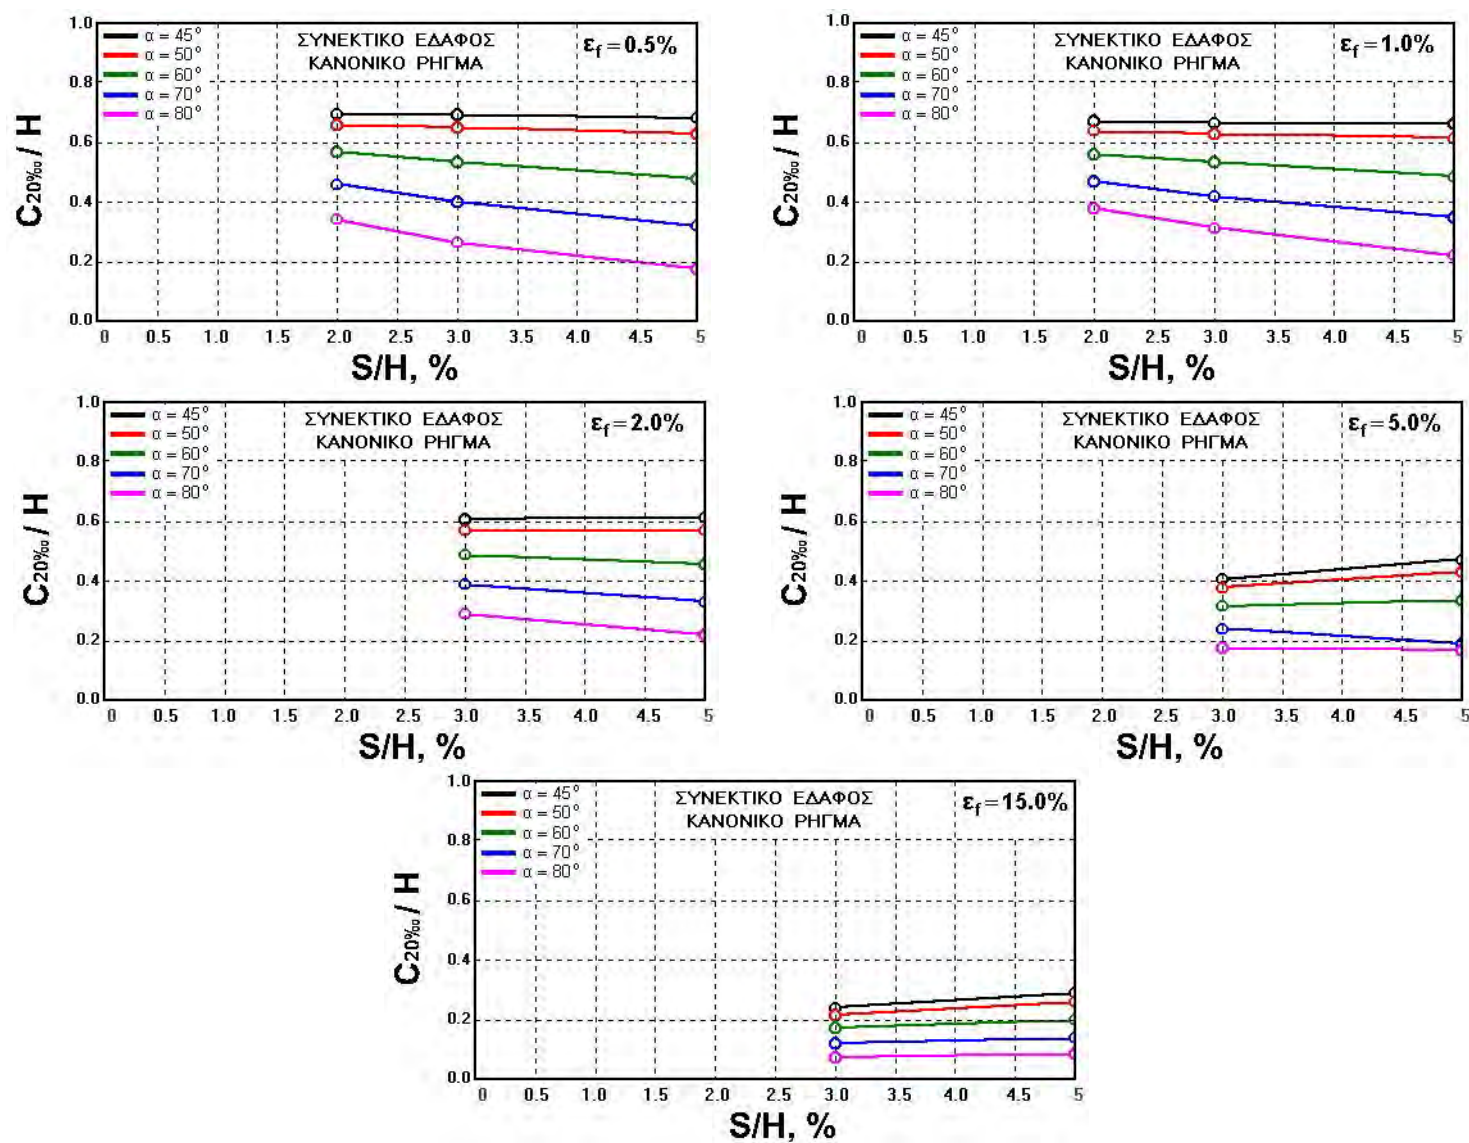 1.0
α = 45°
α = 50°
α = 60°
α = 70°
α = 80°
ΣΥΝΕΚΤΙΚΟ ΕΔΑΦΟΣ
ΚΑΝΟΝΙΚΟ ΡΗΓΜΑ
εf = 0.5%
0.8
0.6
0.4
0.2
0.0
C20‰ / H
0 0.5 1.0 1.5 2.0 2.5 3.0 3.5 4.0 4.5 5
S/H, %
1.0
α = 45°
α = 50°
α = 60°
α = 70°
α = 80°
ΣΥΝΕΚΤΙΚΟ ΕΔΑΦΟΣ
ΚΑΝΟΝΙΚΟ ΡΗΓΜΑ
εf = 1.0%
0.8
0.6
0.4
0.2
0.0
C20‰ / H
0 0.5 1.0 1.5 2.0 2.5 3.0 3.5 4.0 4.5 5
S/H, %
1.0
α = 45°
α = 50°
α = 60°
α = 70°
α = 80°
ΣΥΝΕΚΤΙΚΟ ΕΔΑΦΟΣ
ΚΑΝΟΝΙΚΟ ΡΗΓΜΑ
εf = 2.0%
0.8
0.6
0.4
0.2
0.0
C20‰ / H
0 0.5 1.0 1.5 2.0 2.5 3.0 3.5 4.0 4.5 5
S/H, %
1.0
α = 45°
α = 50°
α = 60°
α = 70°
α = 80°
ΣΥΝΕΚΤΙΚΟ ΕΔΑΦΟΣ
ΚΑΝΟΝΙΚΟ ΡΗΓΜΑ
εf = 5.0%
0.8
0.6
0.4
0.2
0.0
C20‰ / H
0 0.5 1.0 1.5 2.0 2.5 3.0 3.5 4.0 4.5 5
S/H, %
1.0
α = 45°
α = 50°
α = 60°
α = 70°
α = 80°
ΣΥΝΕΚΤΙΚΟ ΕΔΑΦΟΣ
ΚΑΝΟΝΙΚΟ ΡΗΓΜΑ
εf = 15.0%
0.8
0.6
0.4
0.2
0.0
C20‰ / H
0 0.5 1.0 1.5 2.0 2.5 3.0 3.5 4.0 4.5 5
S/H, %